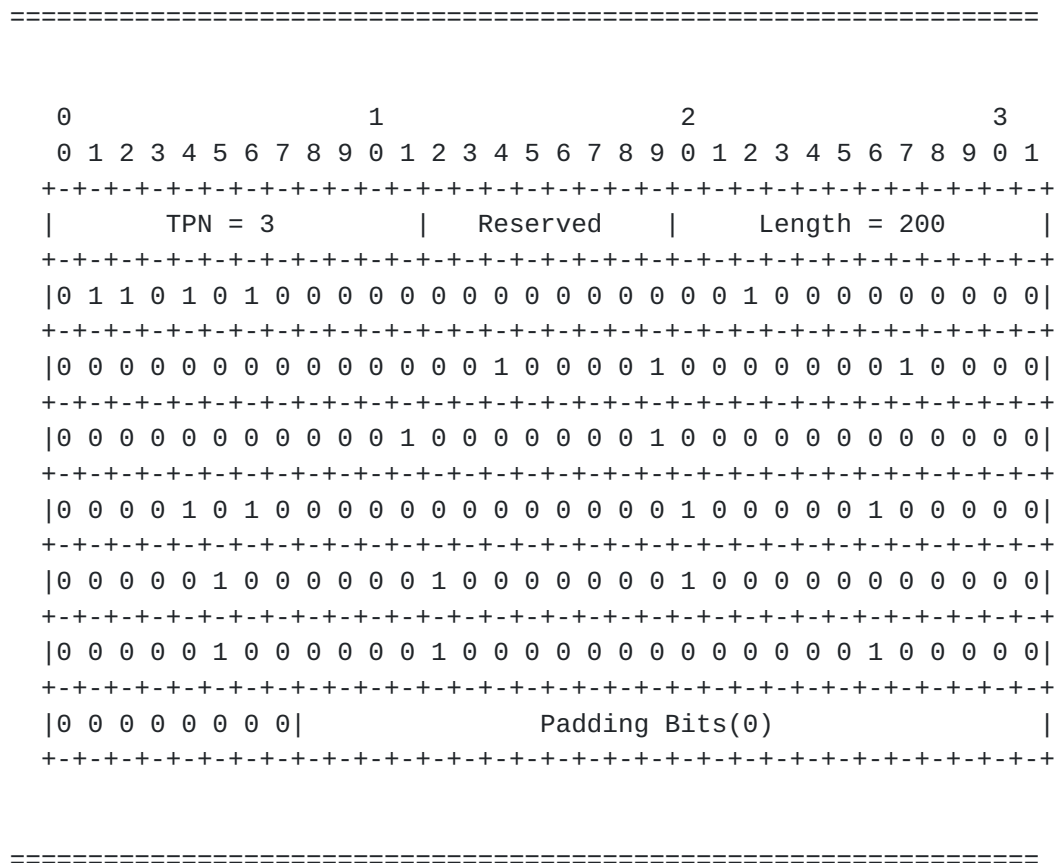 ==================================================================
0                   1                   2                   3
0 1 2 3 4 5 6 7 8 9 0 1 2 3 4 5 6 7 8 9 0 1 2 3 4 5 6 7 8 9 0 1
+-+-+-+-+-+-+-+-+-+-+-+-+-+-+-+-+-+-+-+-+-+-+-+-+-+-+-+-+-+-+-+-+
|       TPN = 3         |   Reserved    |     Length = 200      |
+-+-+-+-+-+-+-+-+-+-+-+-+-+-+-+-+-+-+-+-+-+-+-+-+-+-+-+-+-+-+-+-+
|0 1 1 0 1 0 1 0 0 0 0 0 0 0 0 0 0 0 0 0 0 0 1 0 0 0 0 0 0 0 0 0|
+-+-+-+-+-+-+-+-+-+-+-+-+-+-+-+-+-+-+-+-+-+-+-+-+-+-+-+-+-+-+-+-+
|0 0 0 0 0 0 0 0 0 0 0 0 0 0 1 0 0 0 0 1 0 0 0 0 0 0 0 1 0 0 0 0|
+-+-+-+-+-+-+-+-+-+-+-+-+-+-+-+-+-+-+-+-+-+-+-+-+-+-+-+-+-+-+-+-+
|0 0 0 0 0 0 0 0 0 0 0 1 0 0 0 0 0 0 0 1 0 0 0 0 0 0 0 0 0 0 0 0|
+-+-+-+-+-+-+-+-+-+-+-+-+-+-+-+-+-+-+-+-+-+-+-+-+-+-+-+-+-+-+-+-+
|0 0 0 0 1 0 1 0 0 0 0 0 0 0 0 0 0 0 0 0 1 0 0 0 0 0 1 0 0 0 0 0|
+-+-+-+-+-+-+-+-+-+-+-+-+-+-+-+-+-+-+-+-+-+-+-+-+-+-+-+-+-+-+-+-+
|0 0 0 0 0 1 0 0 0 0 0 0 1 0 0 0 0 0 0 0 1 0 0 0 0 0 0 0 0 0 0 0|
+-+-+-+-+-+-+-+-+-+-+-+-+-+-+-+-+-+-+-+-+-+-+-+-+-+-+-+-+-+-+-+-+
|0 0 0 0 0 1 0 0 0 0 0 0 1 0 0 0 0 0 0 0 0 0 0 0 0 0 1 0 0 0 0 0|
+-+-+-+-+-+-+-+-+-+-+-+-+-+-+-+-+-+-+-+-+-+-+-+-+-+-+-+-+-+-+-+-+
|0 0 0 0 0 0 0 0|               Padding Bits(0)                 |
+-+-+-+-+-+-+-+-+-+-+-+-+-+-+-+-+-+-+-+-+-+-+-+-+-+-+-+-+-+-+-+-+
==================================================================